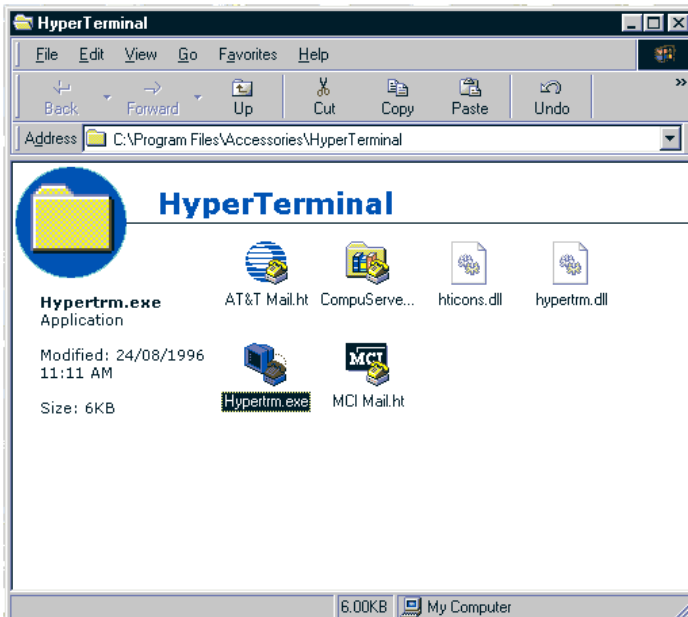 HyperTerminal
File Edit View Go Favorites Help
Back Forward Up Cut Copy Paste Undo »
Address C:\Program Files\Accessories\HyperTerminal
HyperTerminal
Hypertrm.exe
Application
Modified: 24/08/1996
11:11 AM
Size: 6KB
AT&T Mail.ht CompuServe... hticons.dll hypertrm.dll
MCI
Hypertrm.exe MCI Mail.ht
6.00KB My Computer